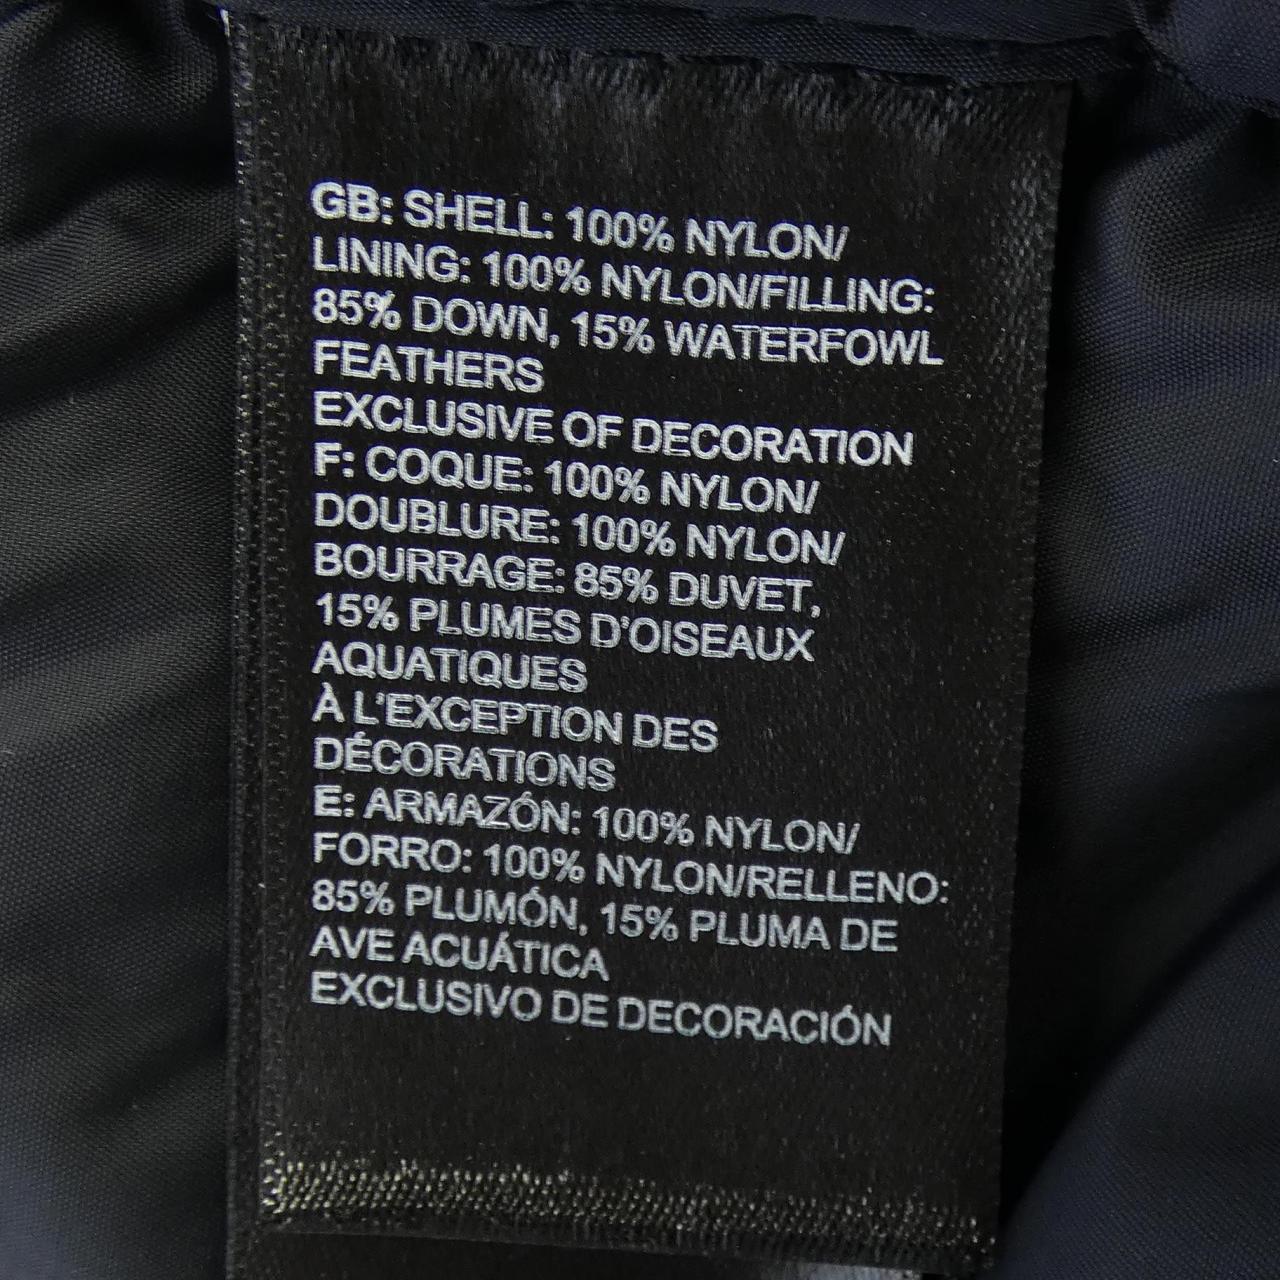 GB: SHELL: 100% NYLON/
LINING: 100% NYLON/FILLING:
85% DOWN, 15% WATERFOWL
FEATHERS
EXCLUSIVE OF DECORATION
F: COQUE: 100% NYLON/
DOUBLURE: 100% NYLON/
BOURRAGE: 85% DUVET,
15% PLUMES D'OISEAUX
AQUATIQUES
À L'EXCEPTION DES
DÉCORATIONS
E: ARMAZÓN: 100% NYLON/
FORRO: 100% NYLON/RELLENO:
85% PLUMÓN, 15% PLUMA DE
AVE ACUÁTICA
EXCLUSIVO DE DECORACIÓN